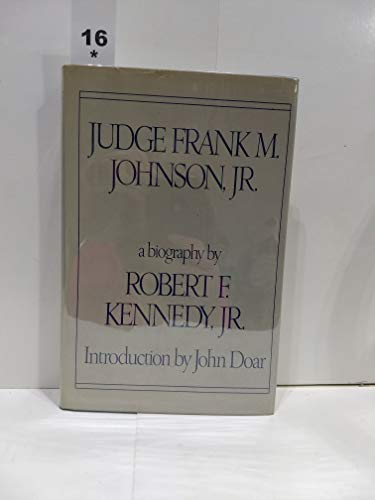 16
*
JUDGE FRANK M.
JOHNSON, JR.
a biography by
ROBERT F.
KENNEDY, JR.
Introduction by John Doar